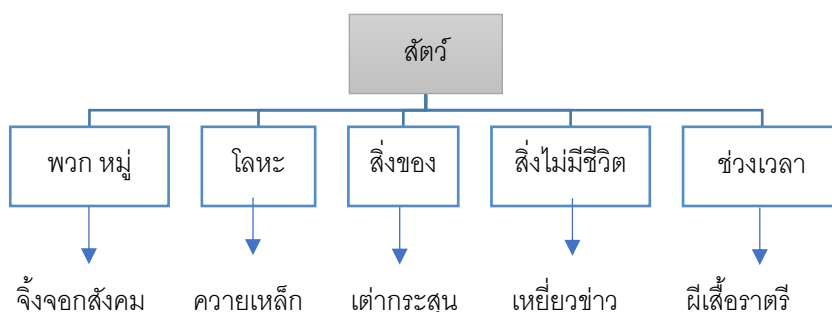 สัตว์
พวก หมู่ โลหะ สิ่งของ สิ่งไม่มีชีวิต ช่วงเวลา
จิ้งจอกสังคม ควายเหล็ก เต่ากระสุน เหยี่ยวข่าว ผีเสื้อราตรี